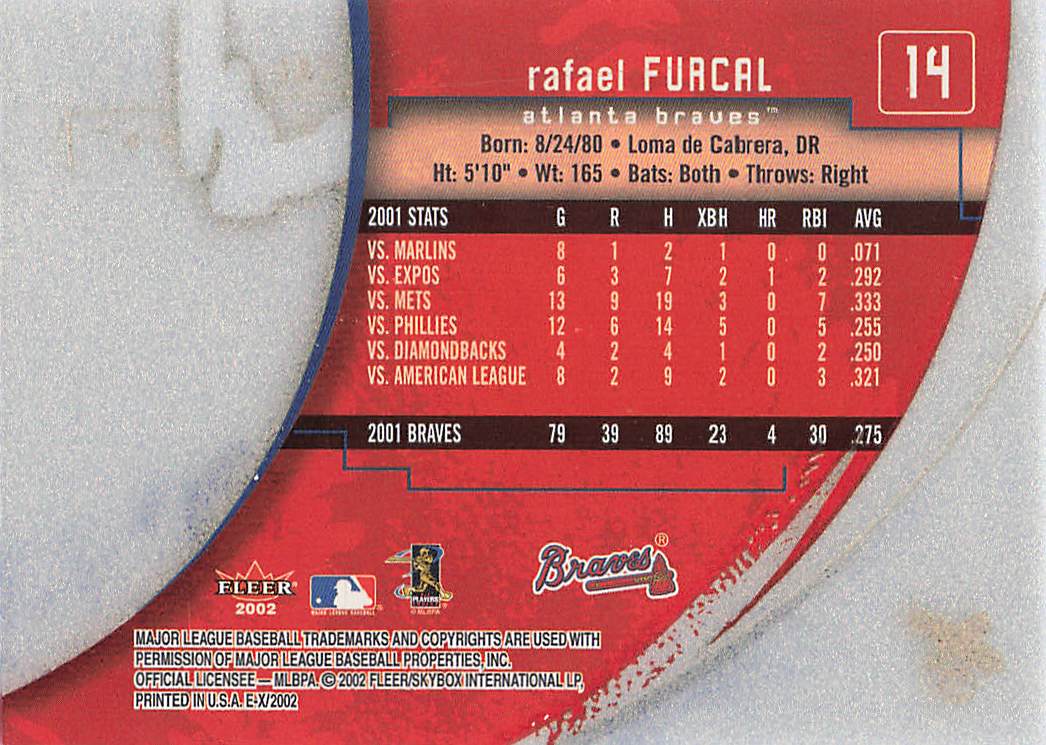 14
rafael FURCAL
atlanta braves™
Born: 8/24/80 • Loma de Cabrera, DR
Ht: 5'10" • Wt: 165 • Bats: Both • Throws: Right
2001 STATS G R H XBH HR RBI AVG
VS. MARLINS 8 1 2 1 0 0 .071
VS. EXPOS 6 3 7 2 1 2 .292
VS. METS 13 9 19 3 0 7 .333
VS. PHILLIES 12 6 14 5 0 5 .255
VS. DIAMONDBACKS 4 2 4 1 0 2 .250
VS. AMERICAN LEAGUE 8 2 9 2 0 3 .321
2001 BRAVES 79 39 89 23 4 30 .275
FLEER
2002
MAJOR LEAGUE BASEBALL
PLAYERS
© MLBPA
Braves®
MAJOR LEAGUE BASEBALL TRADEMARKS AND COPYRIGHTS ARE USED WITH
PERMISSION OF MAJOR LEAGUE BASEBALL PROPERTIES, INC.
OFFICIAL LICENSEE — MLBPA. © 2002 FLEER/SKYBOX INTERNATIONAL LP,
PRINTED IN U.S.A. E-X/2002